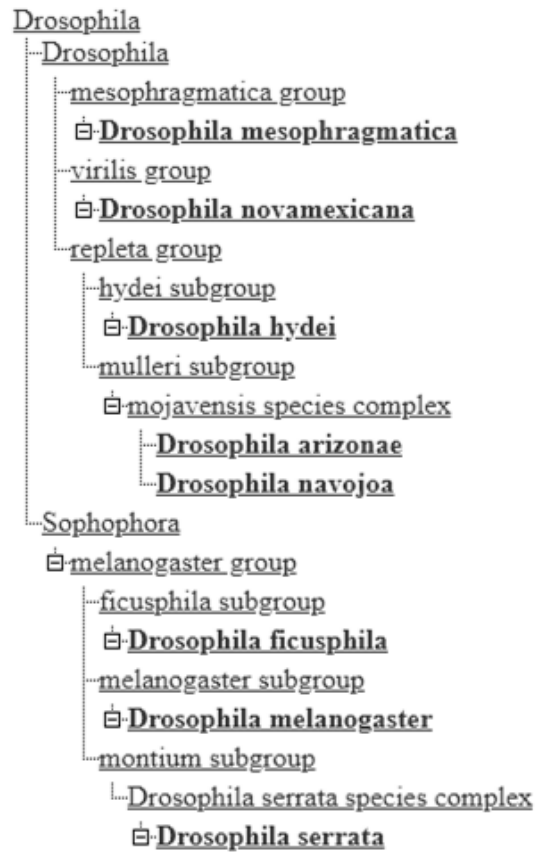 Drosophila
Drosophila
mesophragmatica group
Drosophila mesophragmatica
virilis group
Drosophila novamexicana
repleta group
hydei subgroup
Drosophila hydei
mulleri subgroup
mojavensis species complex
Drosophila arizonae
Drosophila navojoa
Sophophora
melanogaster group
ficusphila subgroup
Drosophila ficusphila
melanogaster subgroup
Drosophila melanogaster
montium subgroup
Drosophila serrata species complex
Drosophila serrata